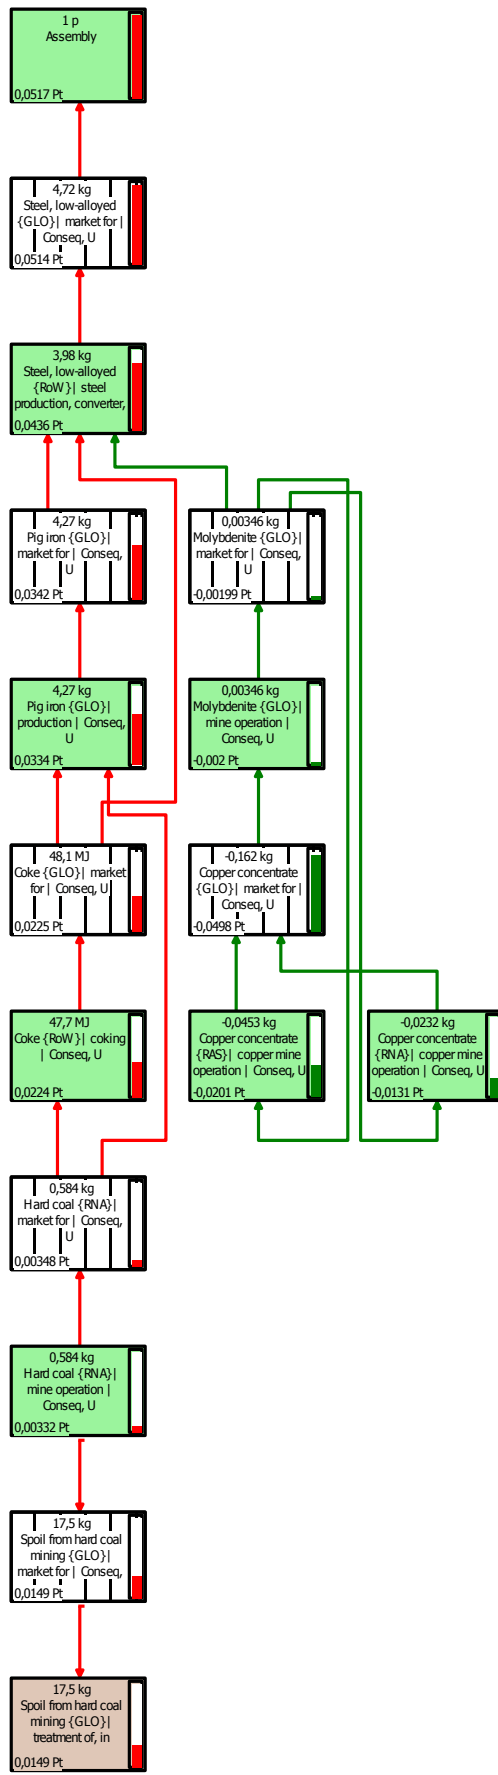 1 p
Assembly
0,0517 Pt
4,72 kg
Steel, low-alloyed
{GLO}| market for |
Conseq, U
0,0514 Pt
3,98 kg
Steel, low-alloyed
{RoW}| steel
production, converter,
0,0436 Pt
4,27 kg
Pig iron {GLO}|
market for | Conseq,
U
0,0342 Pt
0,00346 kg
Molybdenite {GLO}|
market for | Conseq,
U
-0,00199 Pt
4,27 kg
Pig iron {GLO}|
production | Conseq,
U
0,0334 Pt
0,00346 kg
Molybdenite {GLO}|
mine operation |
Conseq, U
-0,002 Pt
48,1 MJ
Coke {GLO}| market
for | Conseq, U
0,0225 Pt
-0,162 kg
Copper concentrate
{GLO}| market for |
Conseq, U
-0,0498 Pt
47,7 MJ
Coke {RoW}| coking
| Conseq, U
0,0224 Pt
-0,0453 kg
Copper concentrate
{RAS}| copper mine
operation | Conseq, U
-0,0201 Pt
-0,0232 kg
Copper concentrate
{RNA}| copper mine
operation | Conseq, U
-0,0131 Pt
0,584 kg
Hard coal {RNA}|
market for | Conseq,
U
0,00348 Pt
0,584 kg
Hard coal {RNA}|
mine operation |
Conseq, U
0,00332 Pt
17,5 kg
Spoil from hard coal
mining {GLO}|
market for | Conseq,
0,0149 Pt
17,5 kg
Spoil from hard coal
mining {GLO}|
treatment of, in
0,0149 Pt